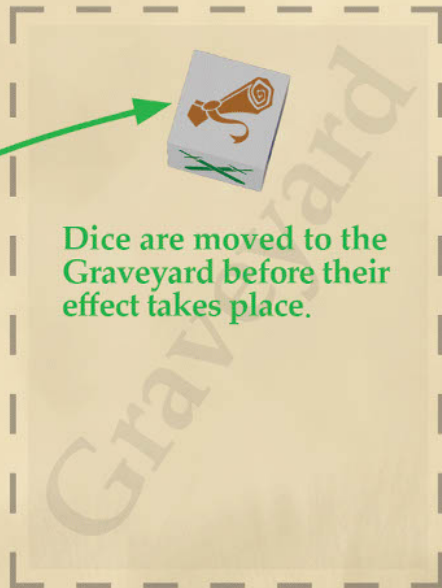 Dice are moved to the
Graveyard before their
effect takes place.
Graveyard